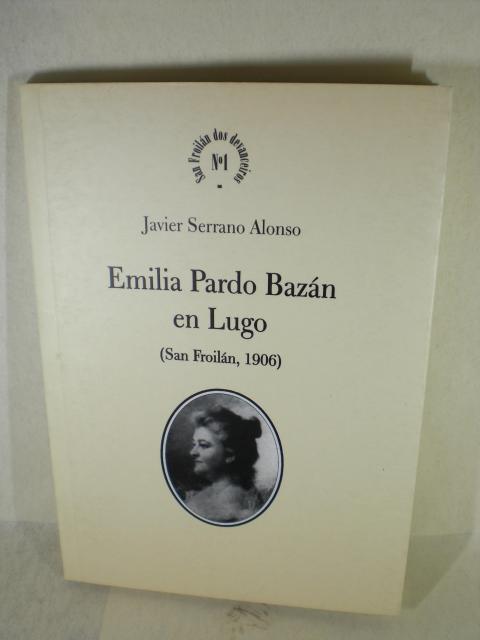 San Froilán dos devanceiros
Nº1
Javier Serrano Alonso
Emilia Pardo Bazán
en Lugo
(San Froilán, 1906)